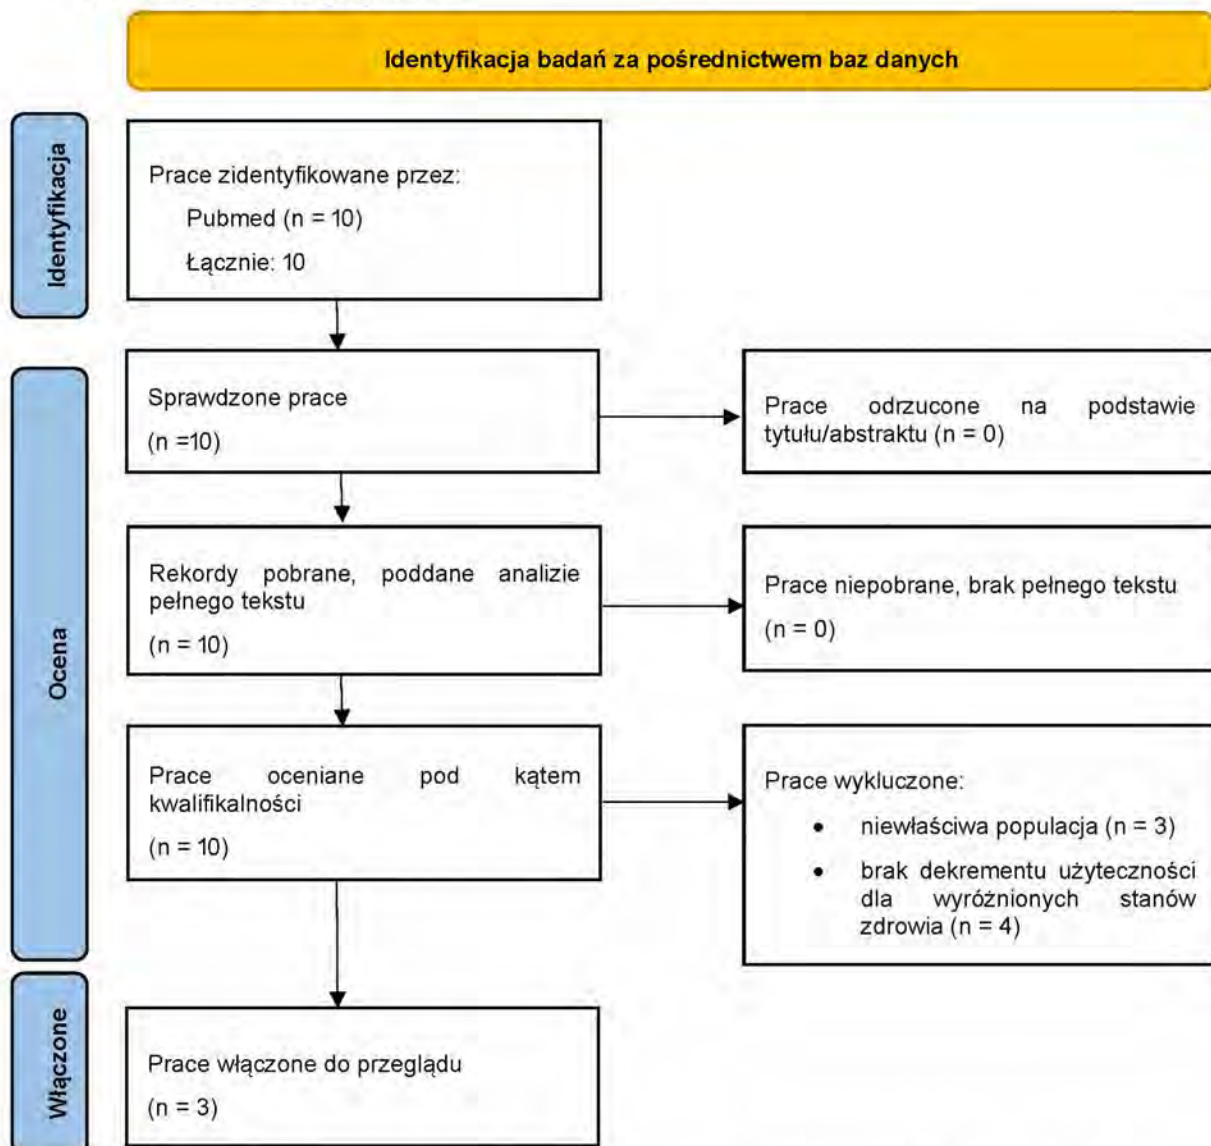 Identyfikacja badań za pośrednictwem baz danych
Identyfikacja
Prace zidentyfikowane przez:
Pubmed (n = 10)
Łącznie: 10
Ocena
Sprawdzone prace
(n =10)
Prace odrzucone na podstawie
tytułu/abstraktu (n = 0)
Rekordy pobrane, poddane analizie
pełnego tekstu
(n = 10)
Prace niepobrane, brak pełnego tekstu
(n = 0)
Prace oceniane pod kątem
kwalifikalności
(n = 10)
Prace wykluczone:
• niewłaściwa populacja (n = 3)
• brak dekrementu użyteczności
dla wyróżnionych stanów
zdrowia (n = 4)
Włączone
Prace włączone do przeglądu
(n = 3)